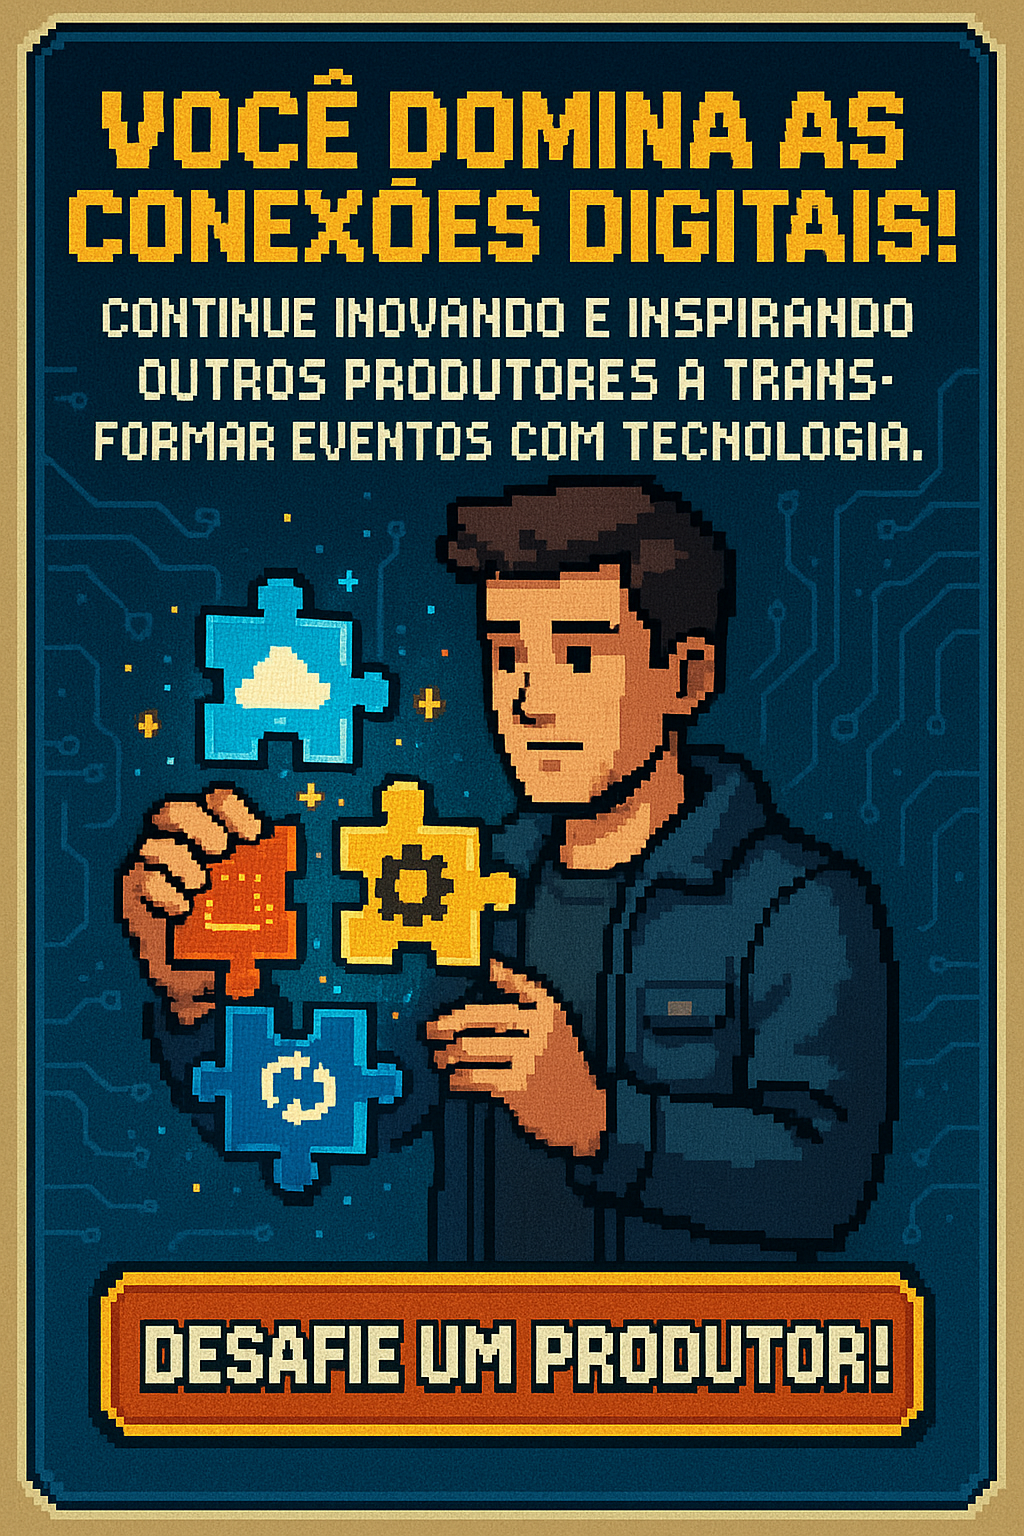 VOCÊ DOMINA AS
CONEXÕES DIGITAIS!
CONTINUE INOVANDO E INSPIRANDO
OUTROS PRODUTORES A TRANS-
FORMAR EVENTOS COM TECNOLOGIA.
DESAFIE UM PRODUTOR!